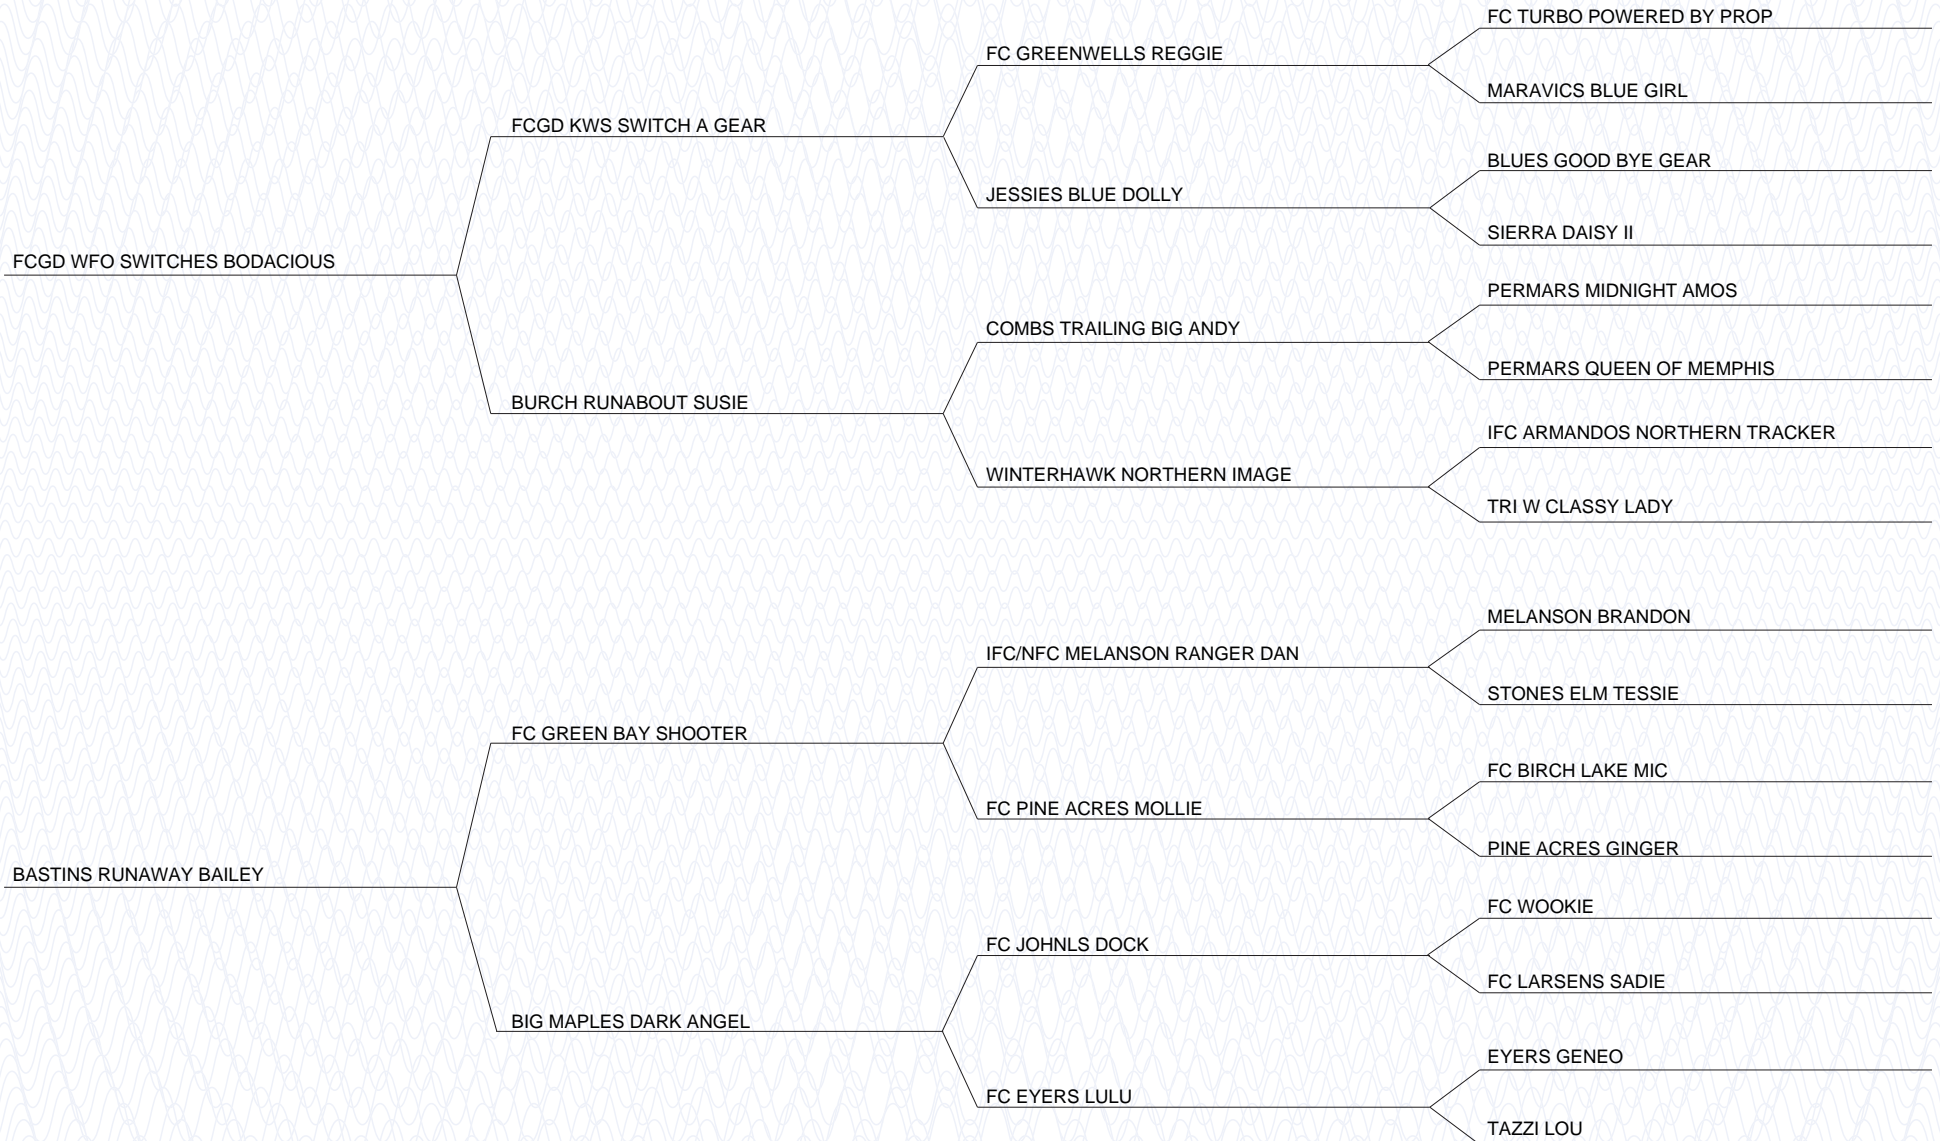 FC TURBO POWERED BY PROP
FC GREENWELLS REGGIE
MARAVICS BLUE GIRL
FCGD KWS SWITCH A GEAR
BLUES GOOD BYE GEAR
JESSIES BLUE DOLLY
SIERRA DAISY II
FCGD WFO SWITCHES BODACIOUS
PERMARS MIDNIGHT AMOS
COMBS TRAILING BIG ANDY
PERMARS QUEEN OF MEMPHIS
BURCH RUNABOUT SUSIE
IFC ARMANDOS NORTHERN TRACKER
WINTERHAWK NORTHERN IMAGE
TRI W CLASSY LADY
MELANSON BRANDON
IFC/NFC MELANSON RANGER DAN
STONES ELM TESSIE
FC GREEN BAY SHOOTER
FC BIRCH LAKE MIC
FC PINE ACRES MOLLIE
PINE ACRES GINGER
BASTINS RUNAWAY BAILEY
FC WOOKIE
FC JOHNLS DOCK
FC LARSENS SADIE
BIG MAPLES DARK ANGEL
EYERS GENEO
FC EYERS LULU
TAZZI LOU